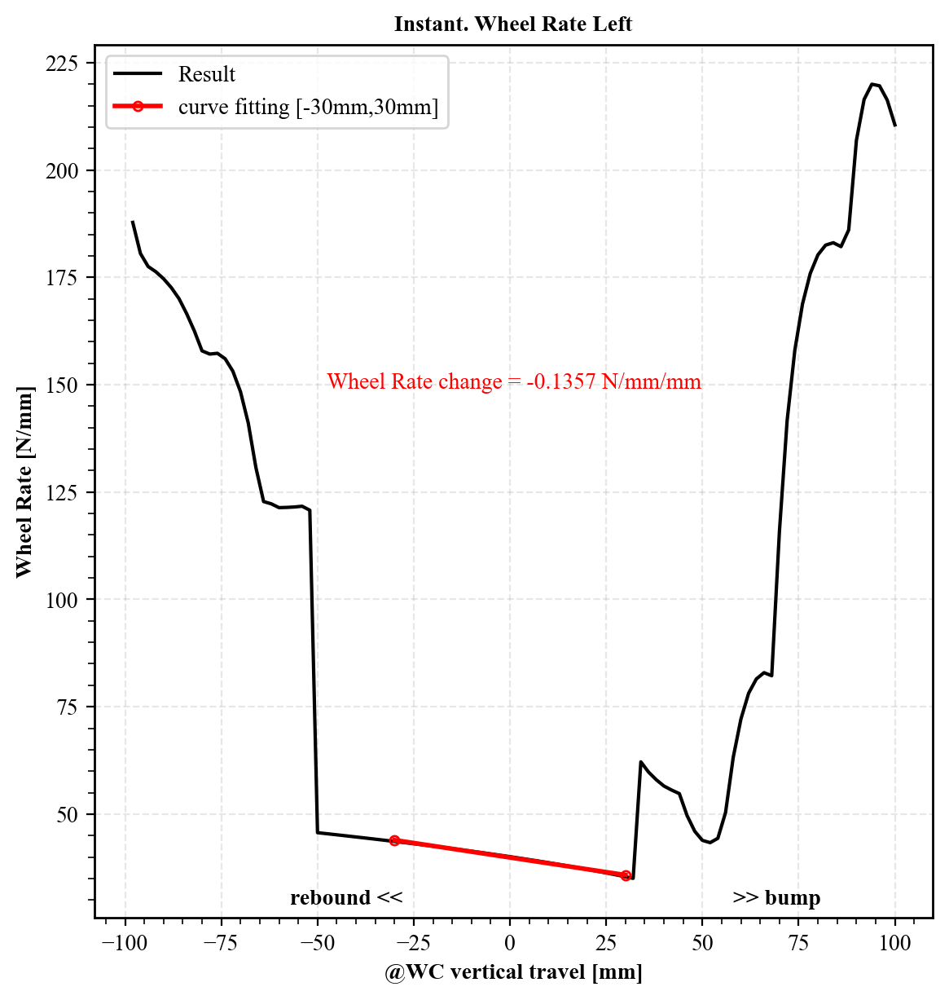 Instant. Wheel Rate Left
Result
curve fitting [-30mm,30mm]
225
200
175
150
125
100
75
50
Wheel Rate [N/mm]
Wheel Rate change = -0.1357 N/mm/mm
rebound <<
>> bump
−100 −75 −50 −25 0 25 50 75 100
@WC vertical travel [mm]